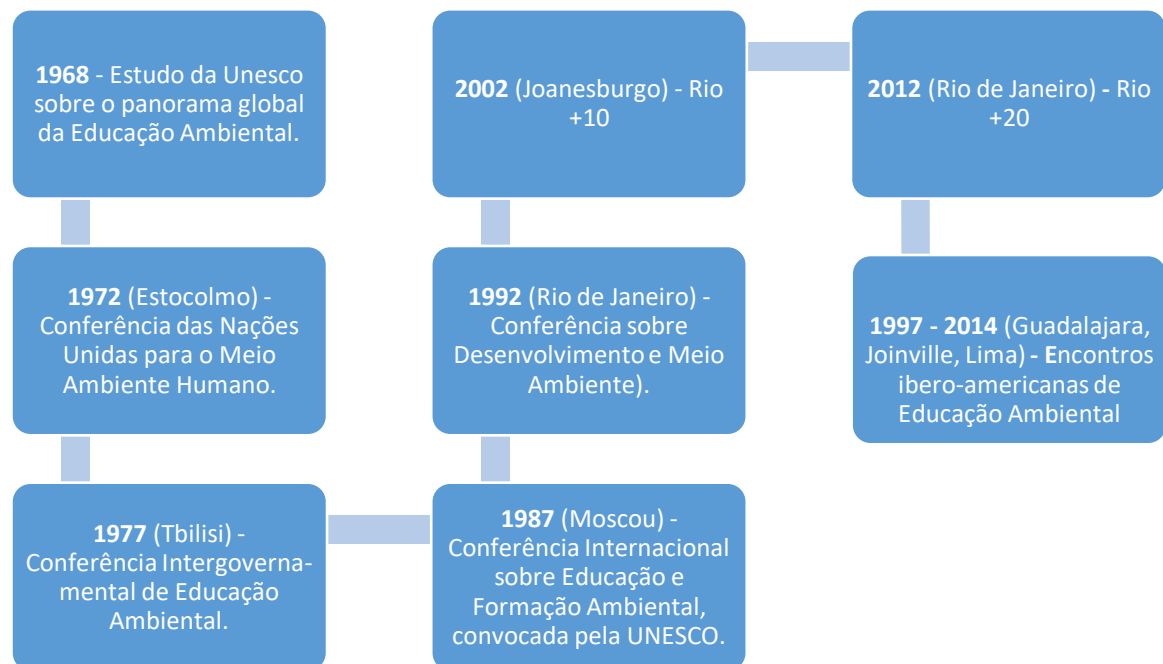 1968 - Estudo da Unesco
sobre o panorama global
da Educação Ambiental.
1972 (Estocolmo) -
Conferência das Nações
Unidas para o Meio
Ambiente Humano.
1977 (Tbilisi) -
Conferência Intergoverna-
mental de Educação
Ambiental.
1987 (Moscou) -
Conferência Internacional
sobre Educação e
Formação Ambiental,
convocada pela UNESCO.
1992 (Rio de Janeiro) -
Conferência sobre
Desenvolvimento e Meio
Ambiente).
2002 (Joanesburgo) - Rio
+10
2012 (Rio de Janeiro) - Rio
+20
1997 - 2014 (Guadalajara,
Joinville, Lima) - Encontros
ibero-americanas de
Educação Ambiental